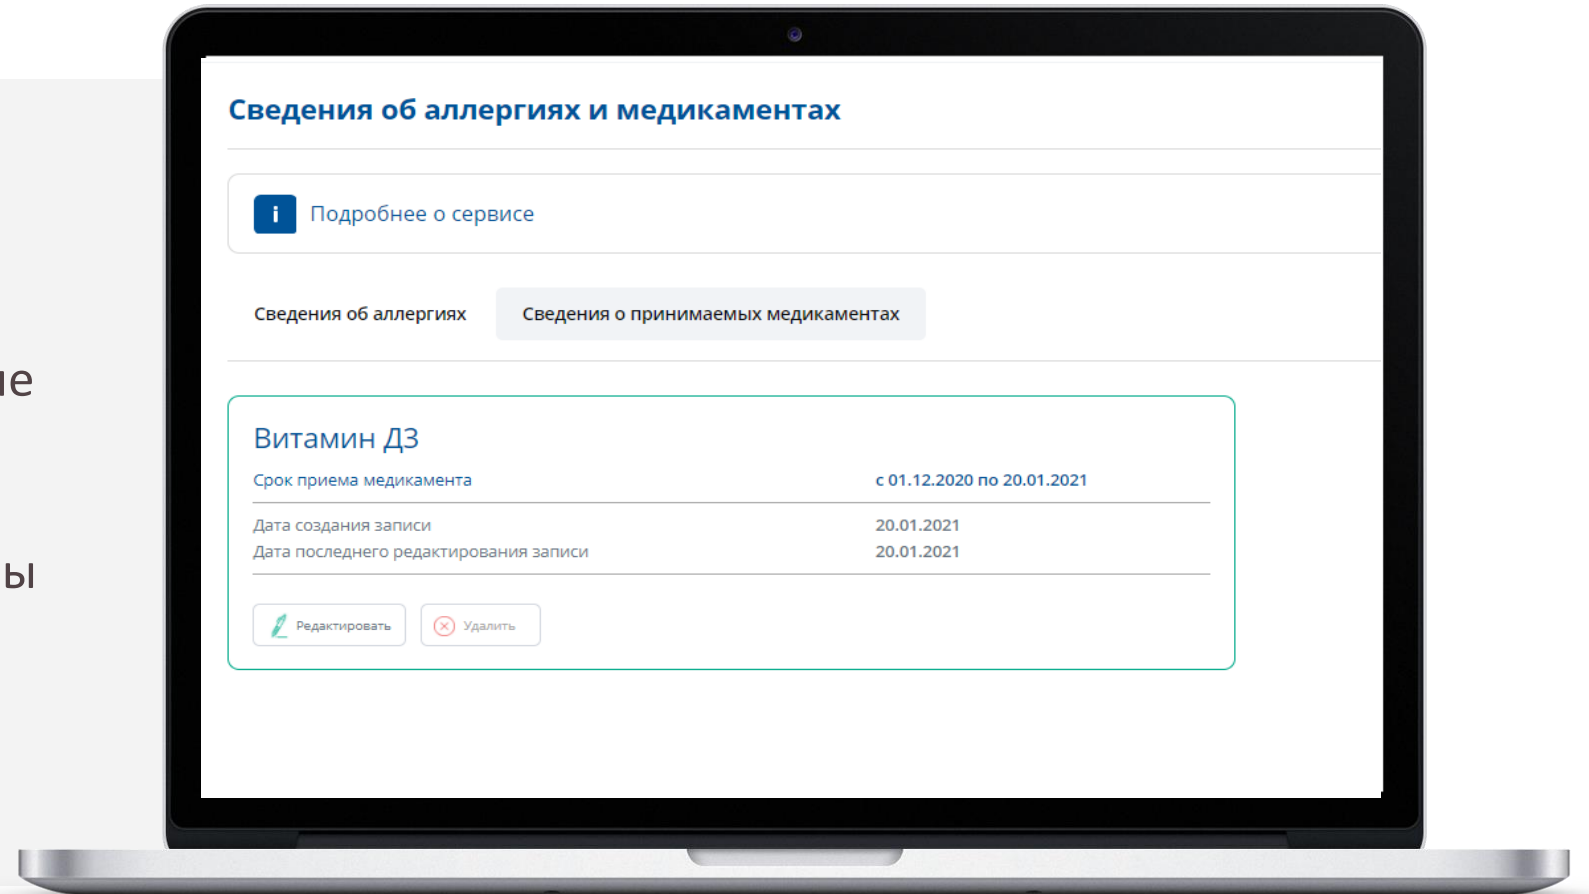 Сведения об аллергиях и медикаментах
i Подробнее о сервисе
Сведения об аллергиях Сведения о принимаемых медикаментах
Витамин Д3
Срок приема медикамента с 01.12.2020 по 20.01.2021
Дата создания записи 20.01.2021
Дата последнего редактирования записи 20.01.2021
Редактировать Удалить